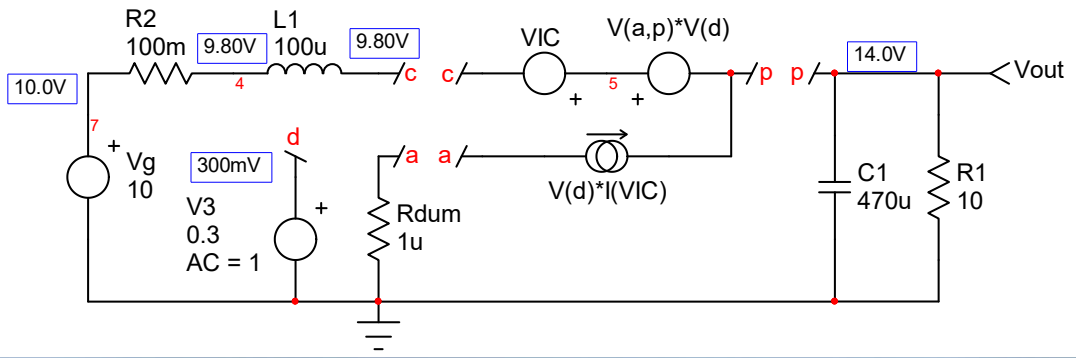 R2
100m
9.80V
L1
100u
9.80V
VIC
V(a,p)*V(d)
14.0V
10.0V
4
c
c
+
5
+
p
p
Vout
7
+
Vg
10
d
300mV
a
a
V(d)*I(VIC)
V3
0.3
AC = 1
+
Rdum
1u
C1
470u
R1
10